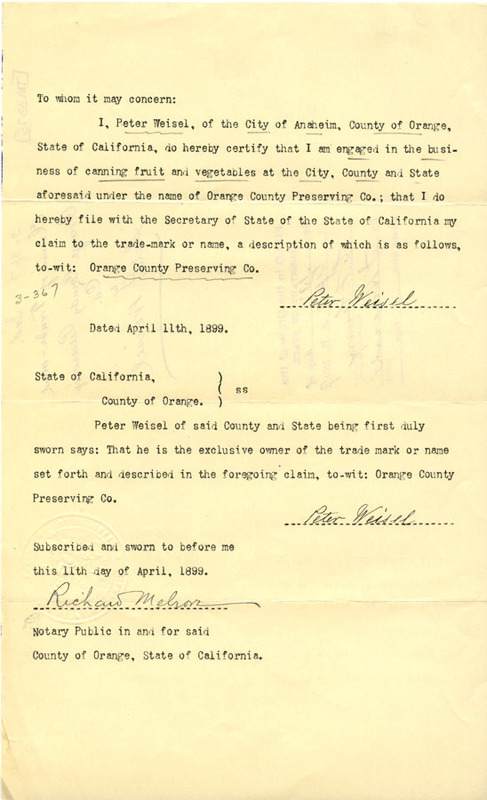 To whom it may concern:
I, Peter Weisel, of the City of Anaheim, County of Orange,
State of California, do hereby certify that I am engaged in the busi-
ness of canning fruit and vegetables at the City, County and State
aforesaid under the name of Orange County Preserving Co.; that I do
hereby file with the Secretary of State of the State of California my
claim to the trade-mark or name, a description of which is as follows,
to-wit: Orange County Preserving Co.
3-367
Peter Weisel
Dated April 11th, 1899.
State of California,
County of Orange. ) ss
Peter Weisel of said County and State being first duly
sworn says: That he is the exclusive owner of the trade mark or name
set forth and described in the foregoing claim, to-wit: Orange County
Preserving Co.
Peter Weisel
Subscribed and sworn to before me
this 11th day of April, 1899.
Richard Melrose
Notary Public in and for said
County of Orange, State of California.